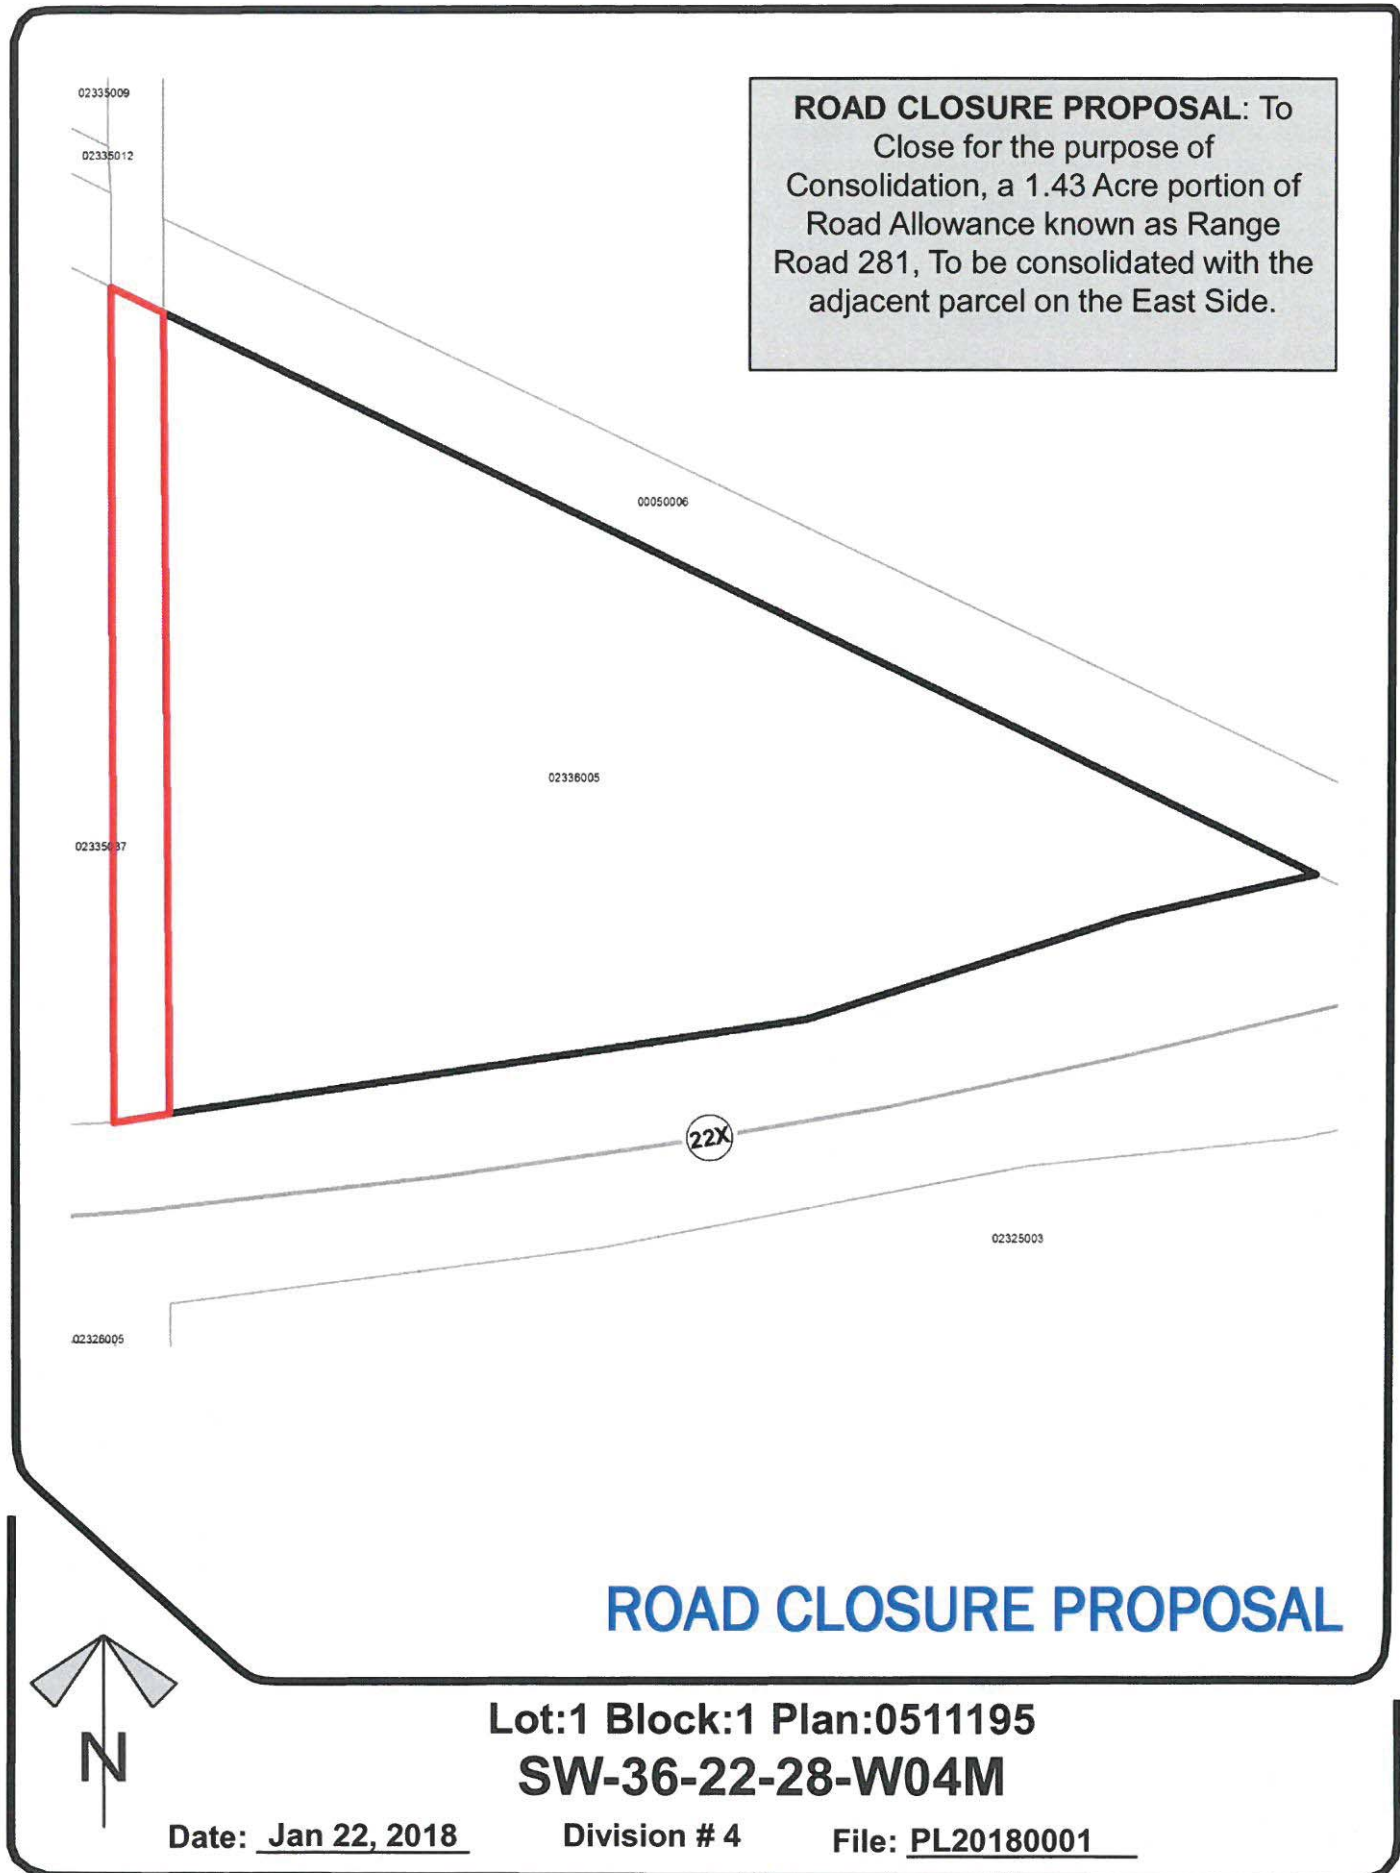 02335009
02335012
ROAD CLOSURE PROPOSAL: To
Close for the purpose of
Consolidation, a 1.43 Acre portion of
Road Allowance known as Range
Road 281, To be consolidated with the
adjacent parcel on the East Side.
00050006
02336005
02335037
22X
02325003
02326005
ROAD CLOSURE PROPOSAL
N
Lot:1 Block:1 Plan:0511195
SW-36-22-28-W04M
Date: Jan 22, 2018 Division # 4 File: PL20180001